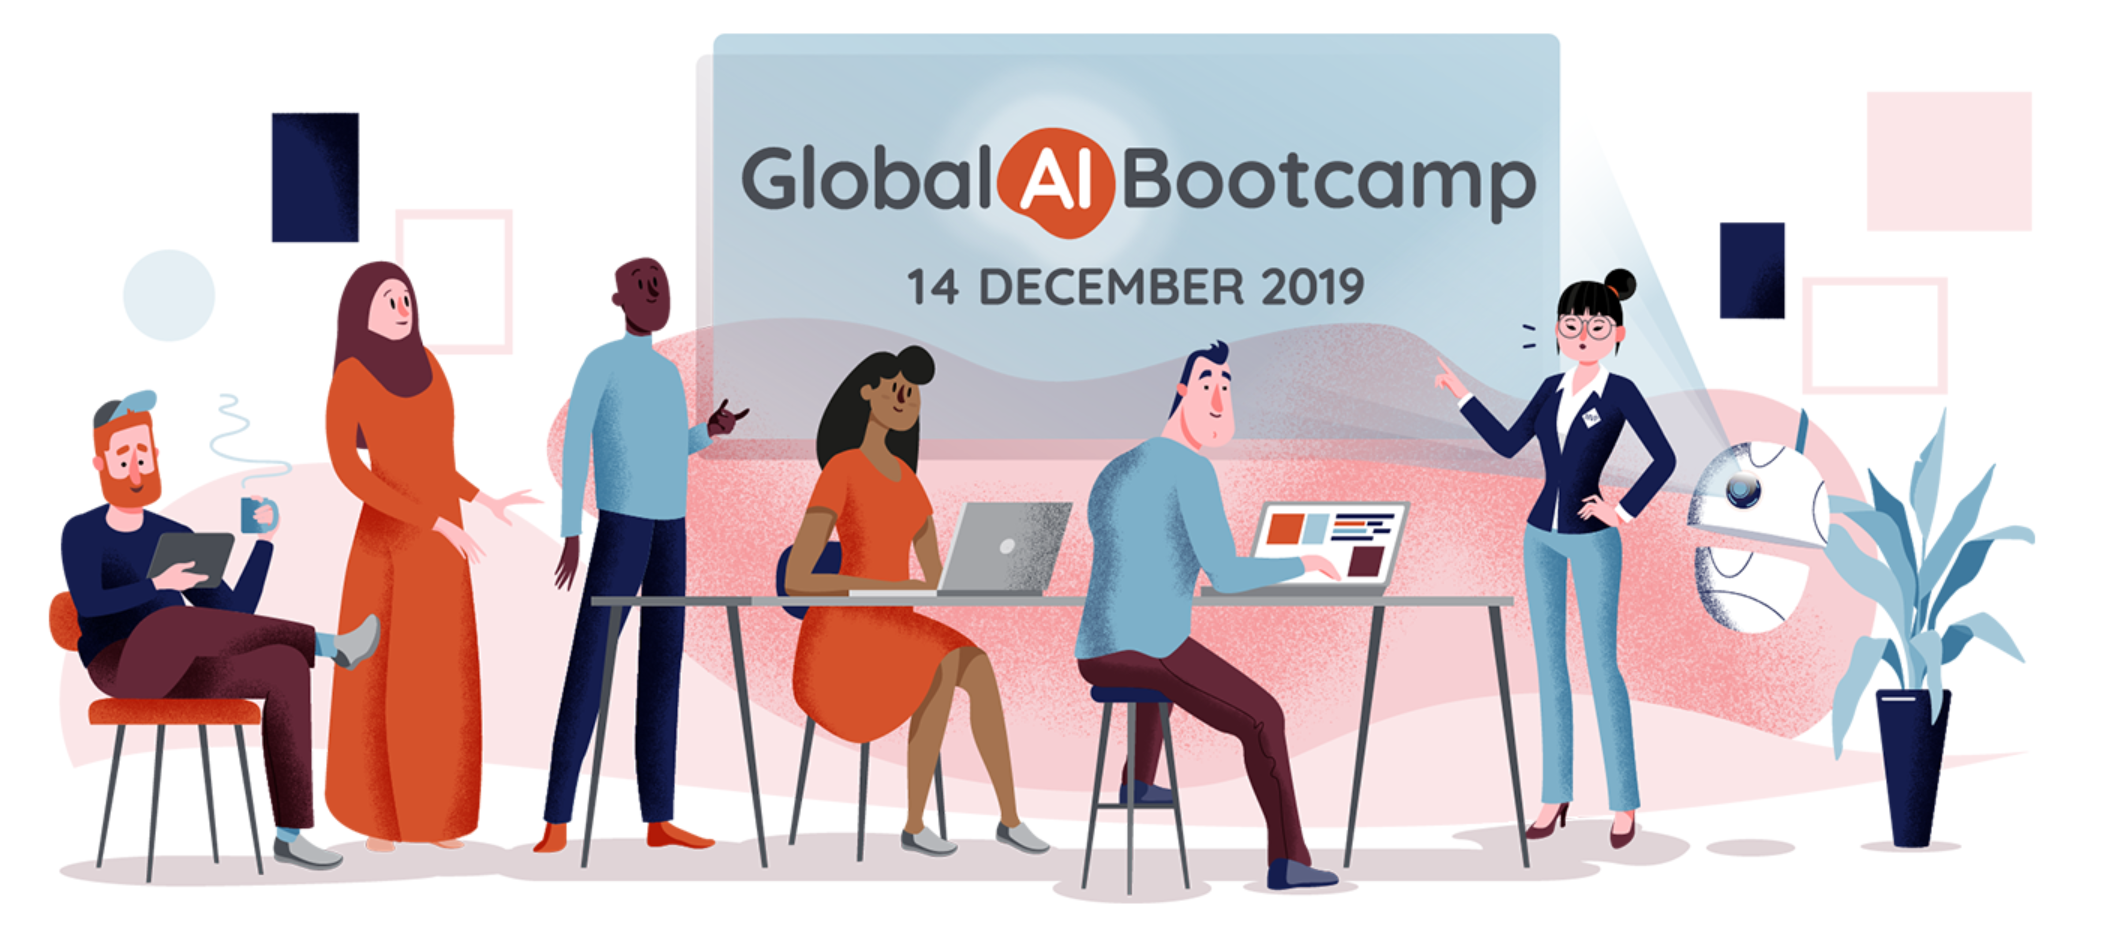 Global AI Bootcamp
14 DECEMBER 2019